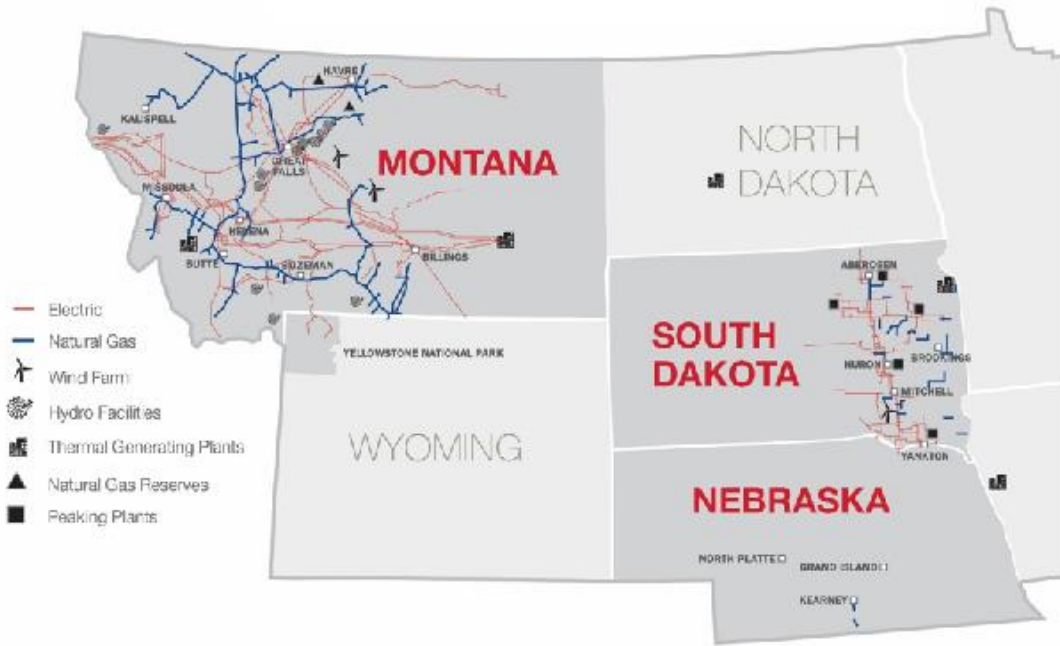 HAVRE
KALISPELL
GREAT
FALLS
MONTANA
NORTH
DAKOTA
MISSOULA
HELENA
BUTTE
BOZEMAN
BILLINGS
ABERDEEN
Electric
Natural Gas
Wind Farm
Hydro Facilities
Thermal Generating Plants
Natural Gas Reserves
Peaking Plants
YELLOWSTONE NATIONAL PARK
SOUTH
DAKOTA
BROOKINGS
HURON
MITCHELL
YANKTON
WYOMING
NEBRASKA
NORTH PLATTE
GRAND ISLAND
KEARNEY